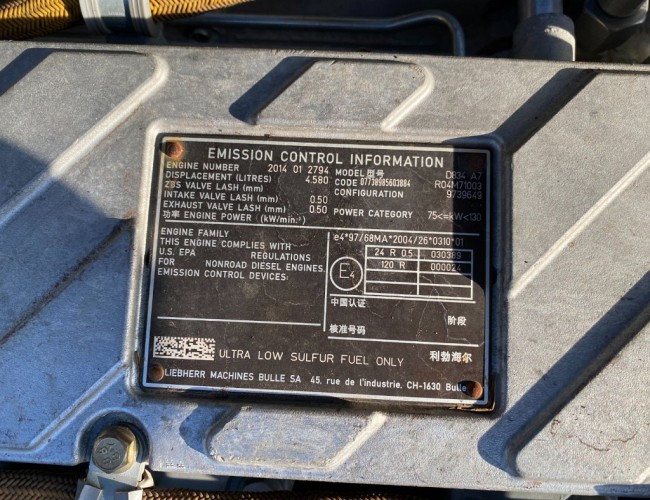 EMISSION CONTROL INFORMATION
ENGINE NUMBER 2014 01 2794 MODEL 型号 D834 A7
DISPLACEMENT (LITRES) 4.580 CODE 07738985603884 R04M71003
ZBS VALVE LASH (mm) CONFIGURATION 9739649
INTAKE VALVE LASH (mm) 0.50
EXHAUST VALVE LASH (mm) 0.50 POWER CATEGORY 75<=kW<130
功率 ENGINE POWER (kW/min⁻¹)
ENGINE FAMILY
THIS ENGINE COMPLIES WITH
U.S. EPA REGULATIONS
FOR NONROAD DIESEL ENGINES.
EMISSION CONTROL DEVICES:
e4*97/68MA*2004/26*0310*01
24 R 0.5 030389
120 R 000024
E4
中国认证
阶段
核准号码
ULTRA LOW SULFUR FUEL ONLY 利勃海尔
LIEBHERR MACHINES BULLE SA 45, rue de l'industrie, CH-1630 Bulle